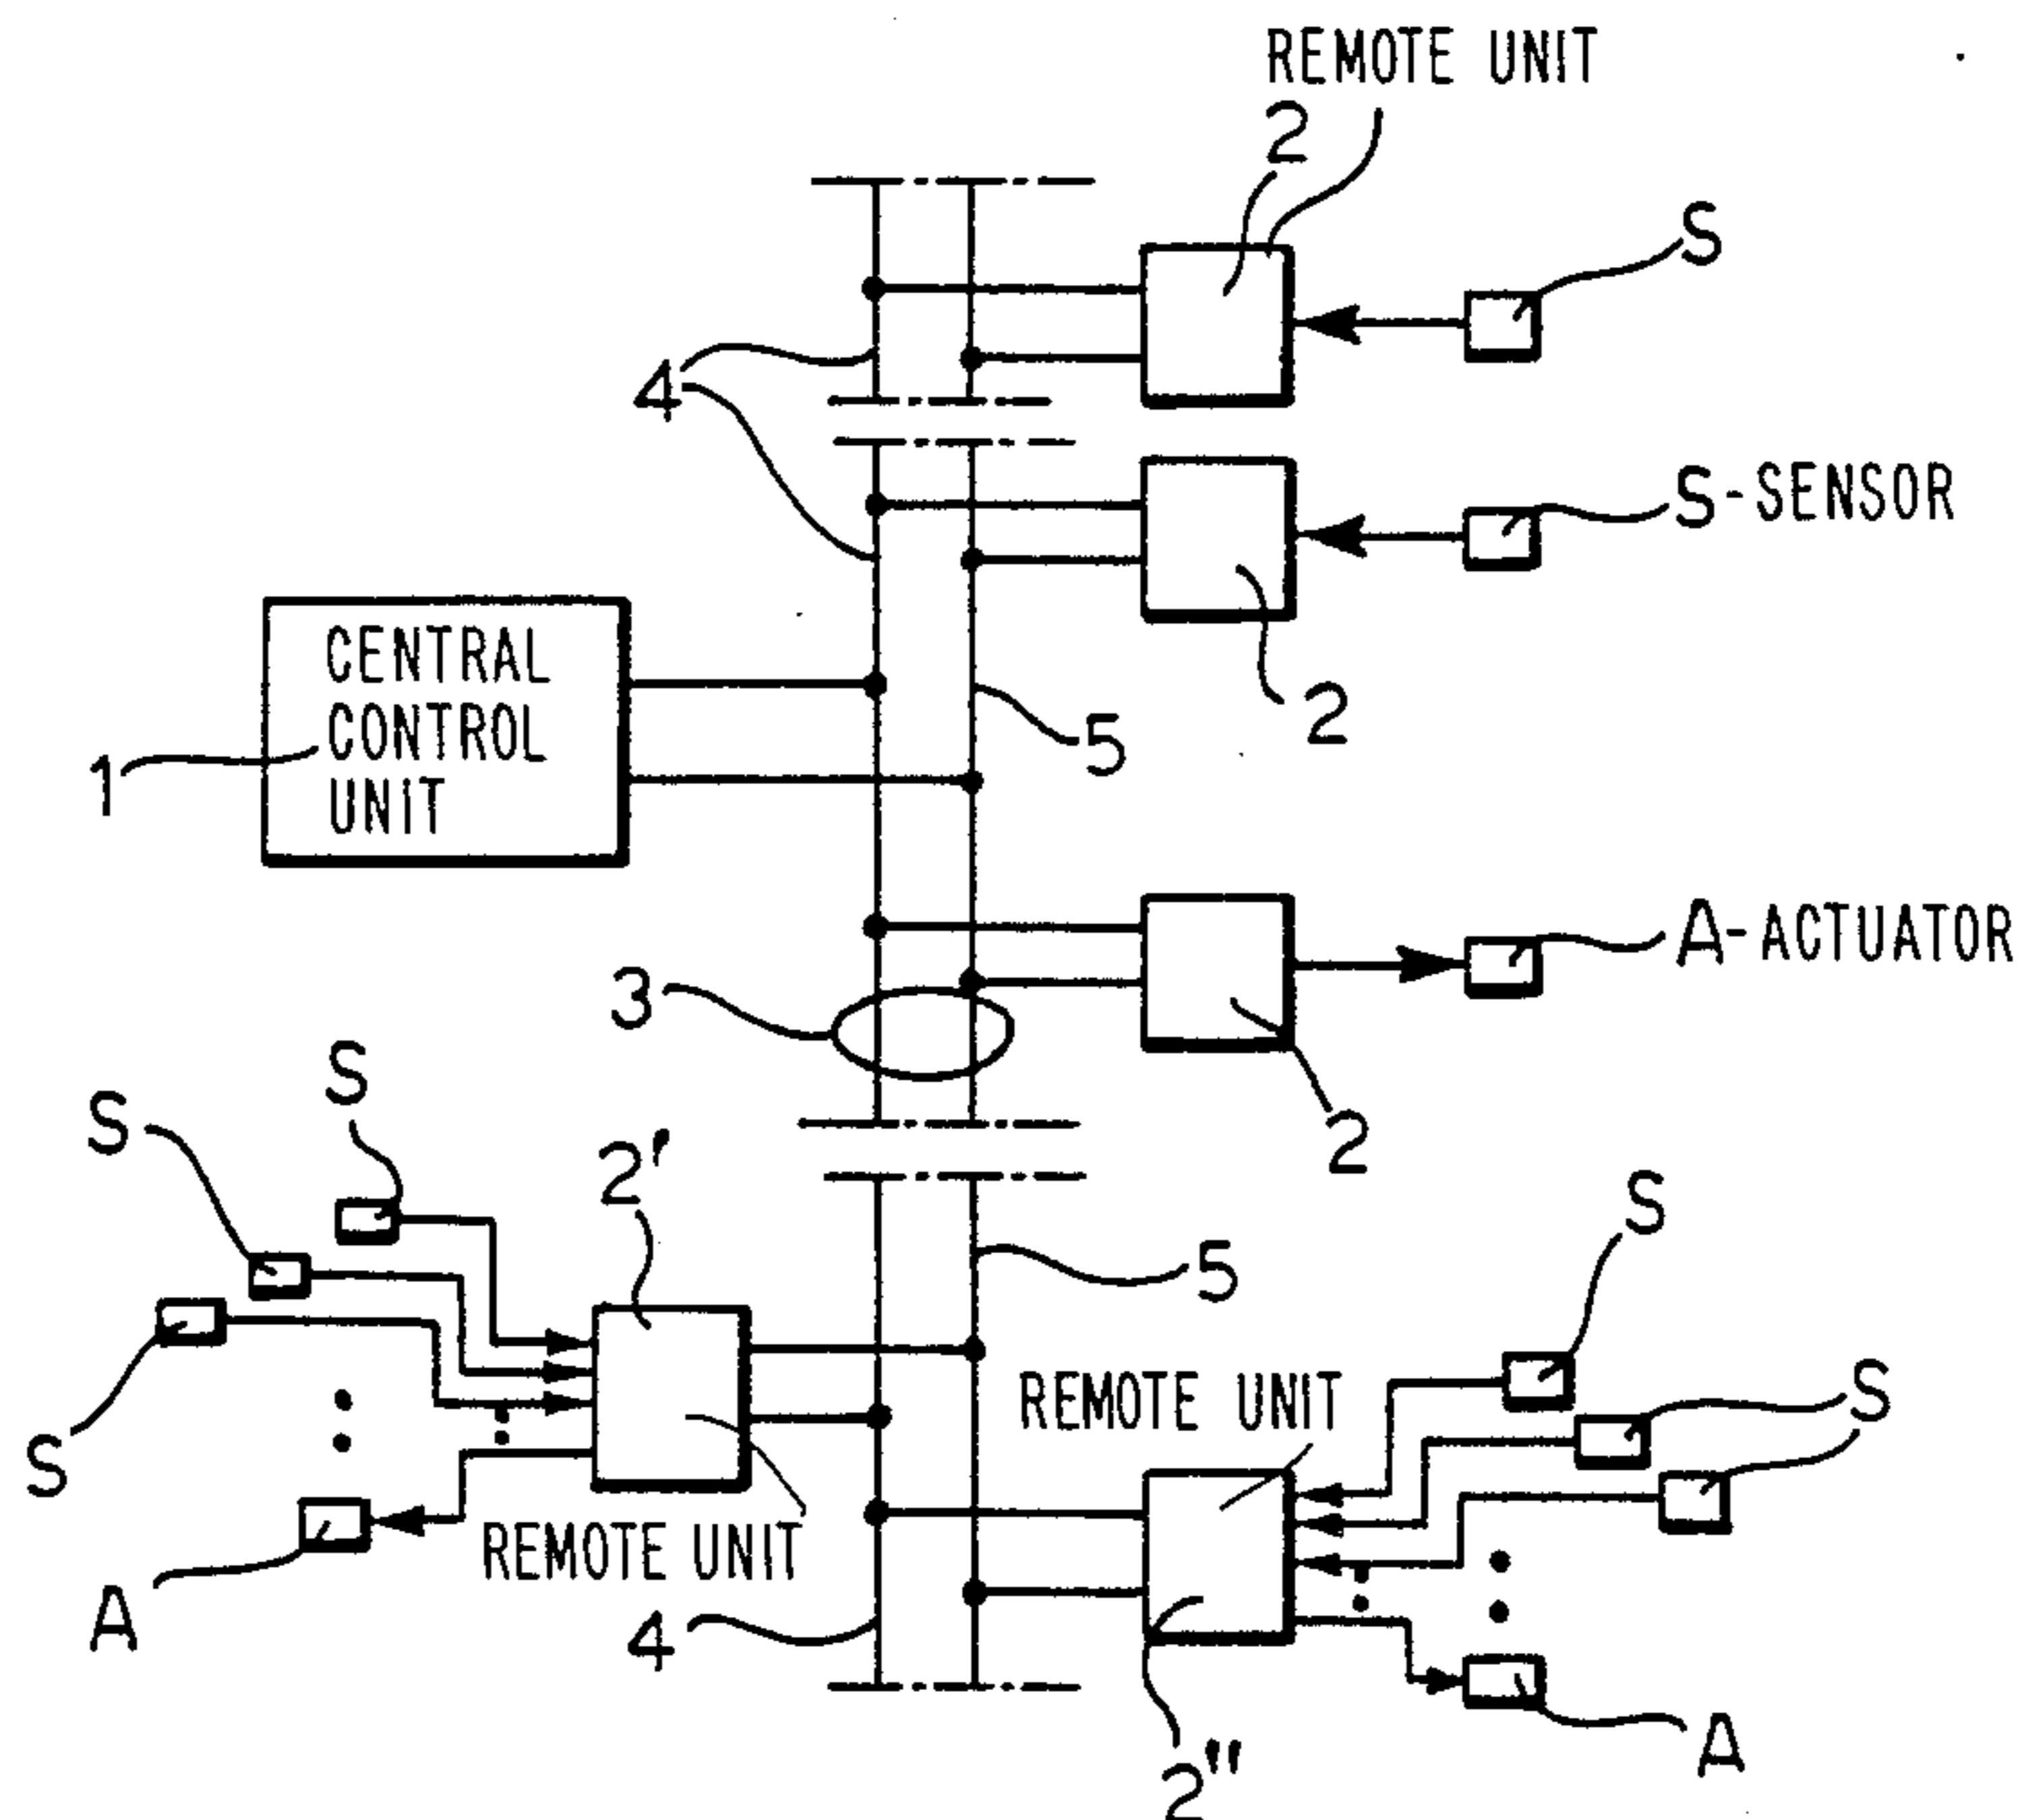 REMOTE UNIT
2
S
4
S-SENSOR
CENTRAL
CONTROL
UNIT
1
5
2
A-ACTUATOR
3
S
S
2'
2
S
5
REMOTE UNIT
S
S
REMOTE UNIT
A
4
A
2"